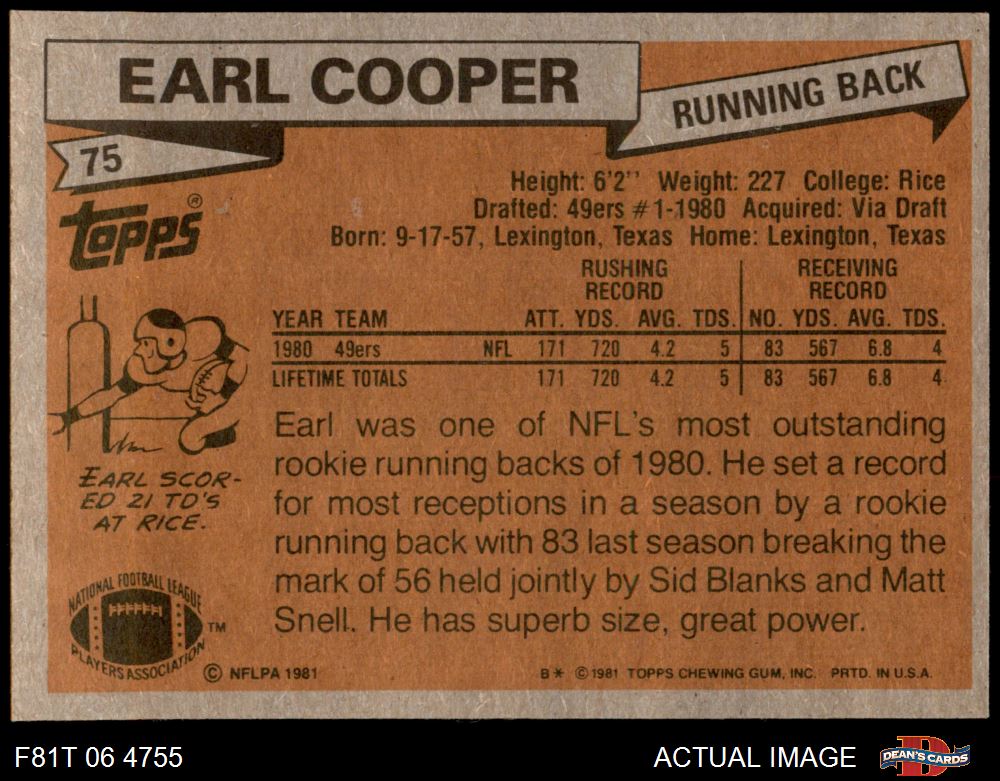 EARL COOPER
RUNNING BACK
75
TOPPS®
Height: 6'2'' Weight: 227 College: Rice
Drafted: 49ers #1-1980 Acquired: Via Draft
Born: 9-17-57, Lexington, Texas Home: Lexington, Texas
RUSHING RECORD RECEIVING RECORD
YEAR TEAM ATT. YDS. AVG. TDS. NO. YDS. AVG. TDS.
1980 49ers NFL 171 720 4.2 5 83 567 6.8 4
LIFETIME TOTALS 171 720 4.2 5 83 567 6.8 4
EARL SCOR-
ED 21 TD'S
AT RICE.
Earl was one of NFL's most outstanding
rookie running backs of 1980. He set a record
for most receptions in a season by a rookie
running back with 83 last season breaking the
mark of 56 held jointly by Sid Blanks and Matt
Snell. He has superb size, great power.
NATIONAL FOOTBALL LEAGUE
PLAYERS ASSOCIATION
TM
© NFLPA 1981
B* ©1981 TOPPS CHEWING GUM, INC. PRTD. IN U.S.A.
F81T 06 4755
ACTUAL IMAGE
DEAN'S CARDS